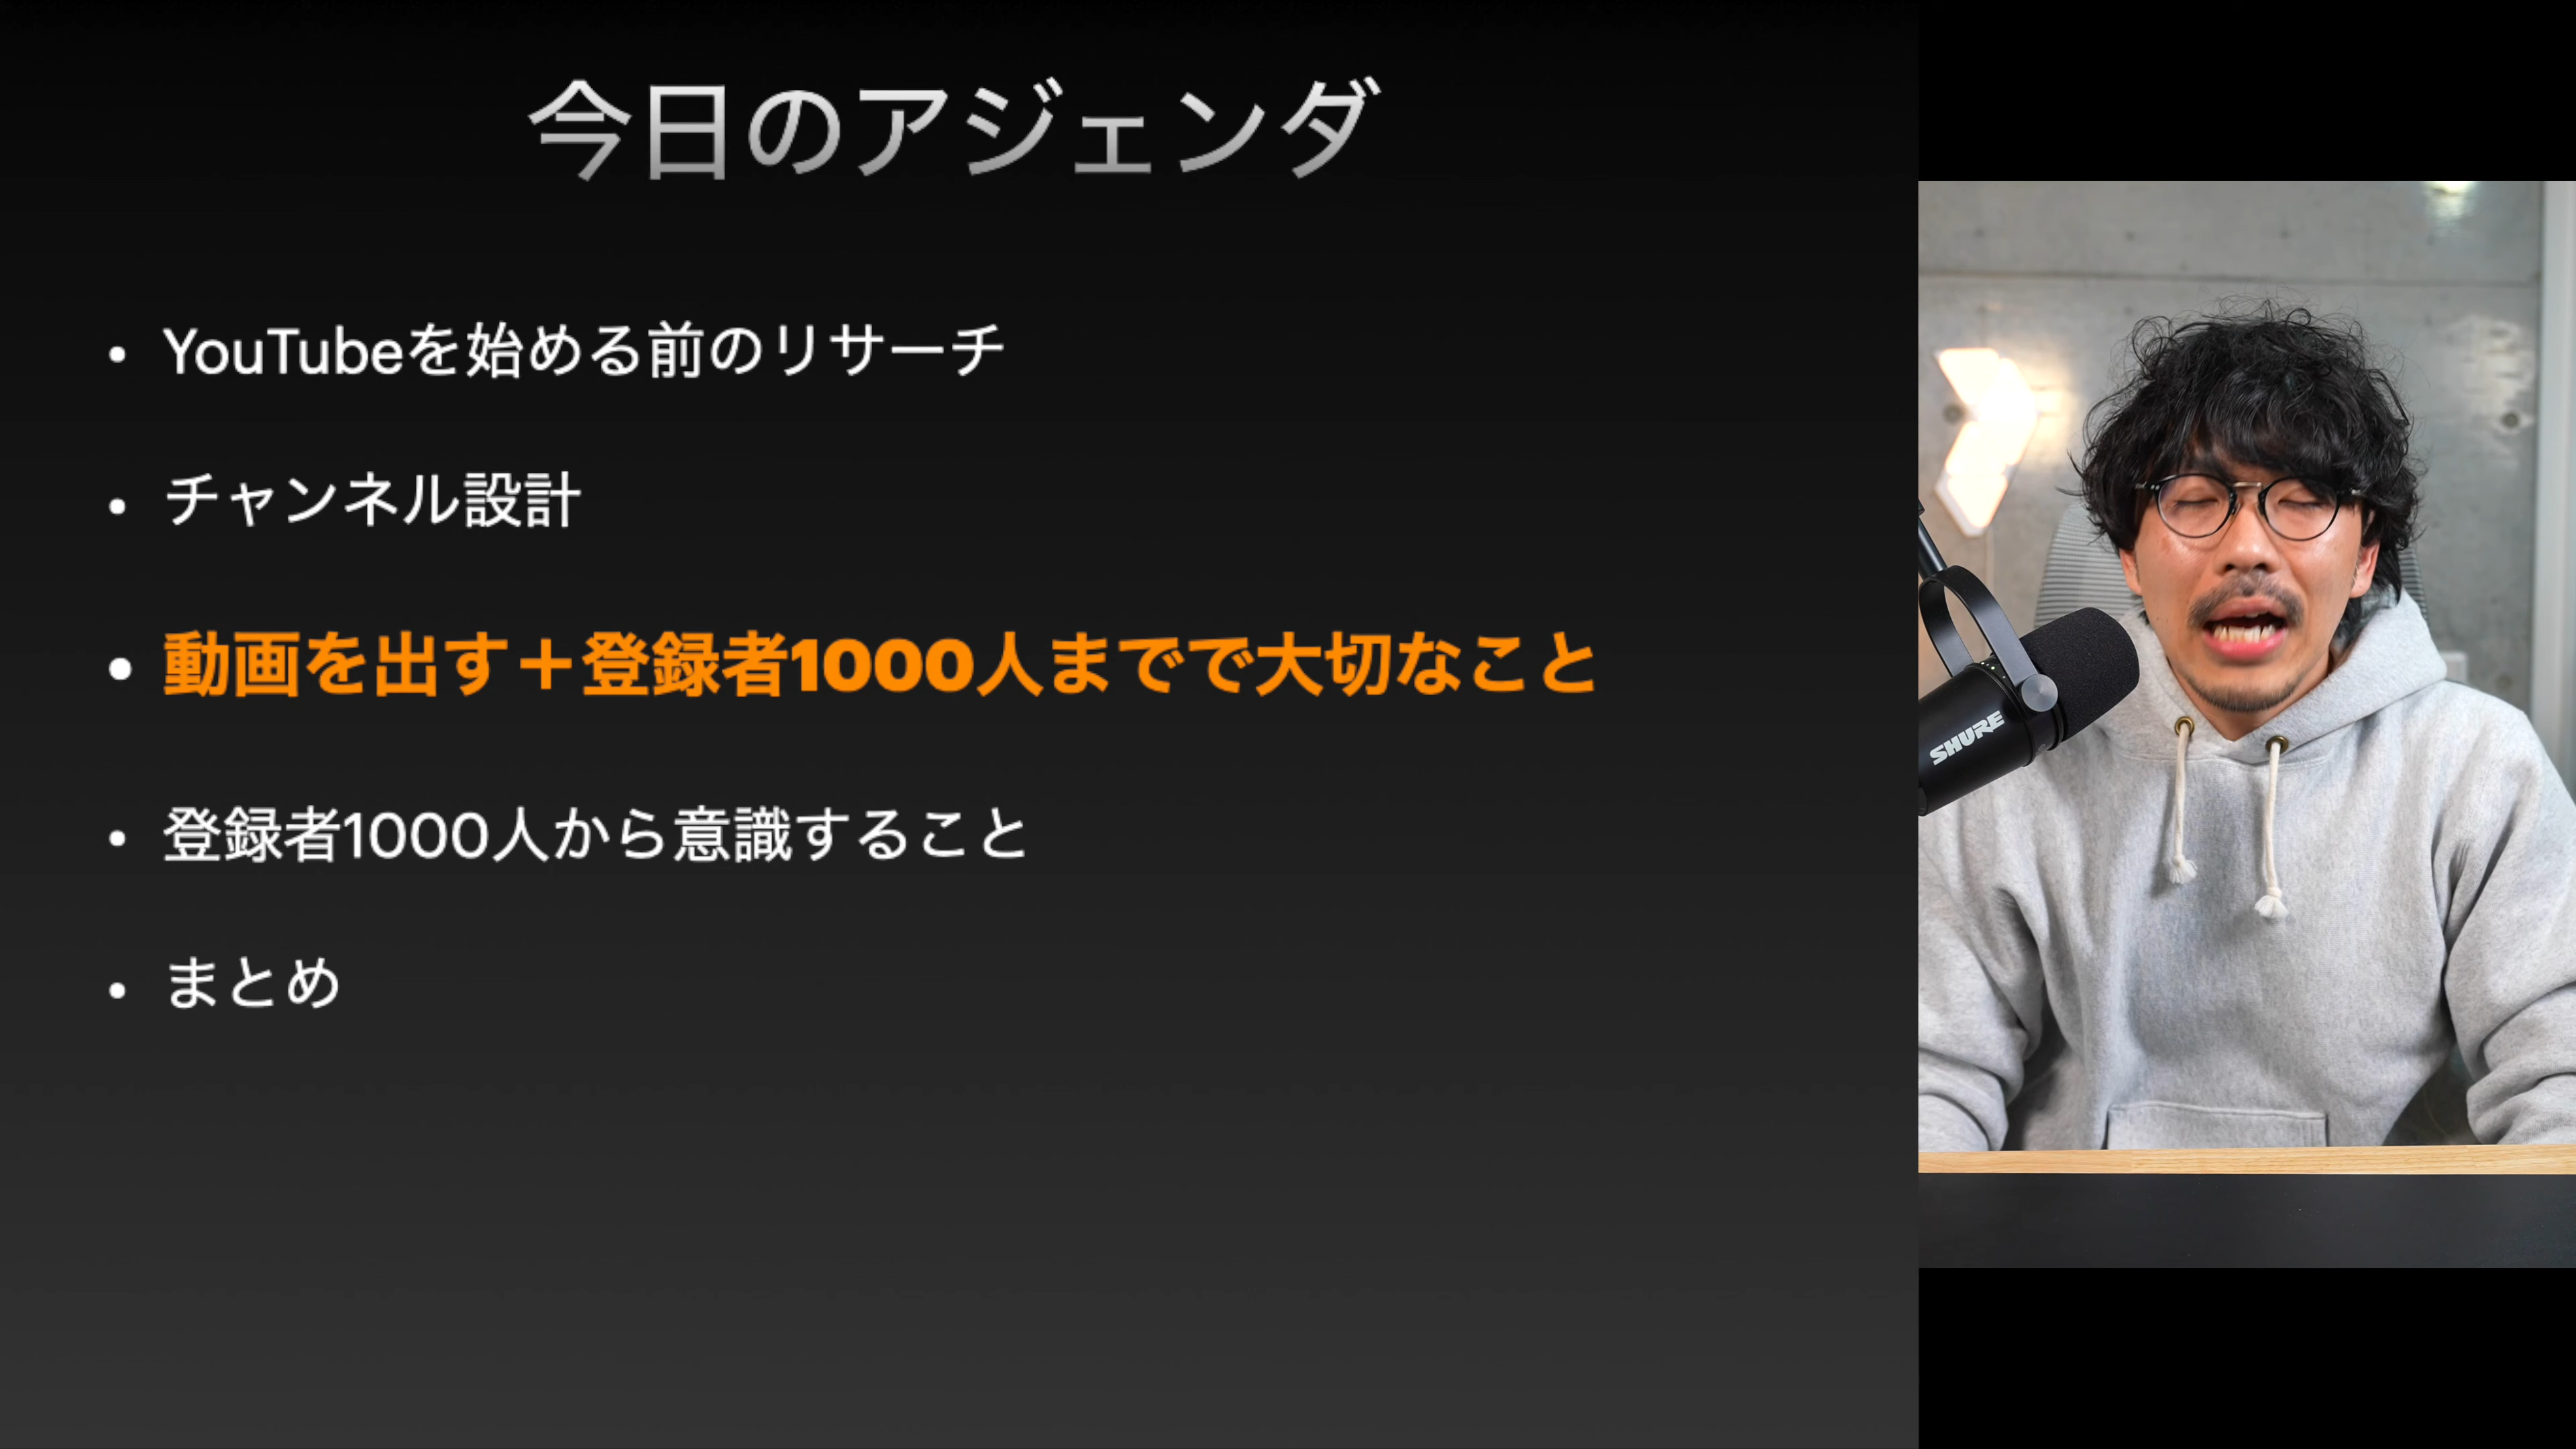 今日のアジェンダ
• YouTubeを始める前のリサーチ
• チャンネル設計
• 動画を出す＋登録者1000人までで大切なこと
• 登録者1000人から意識すること
• まとめ
SHURE